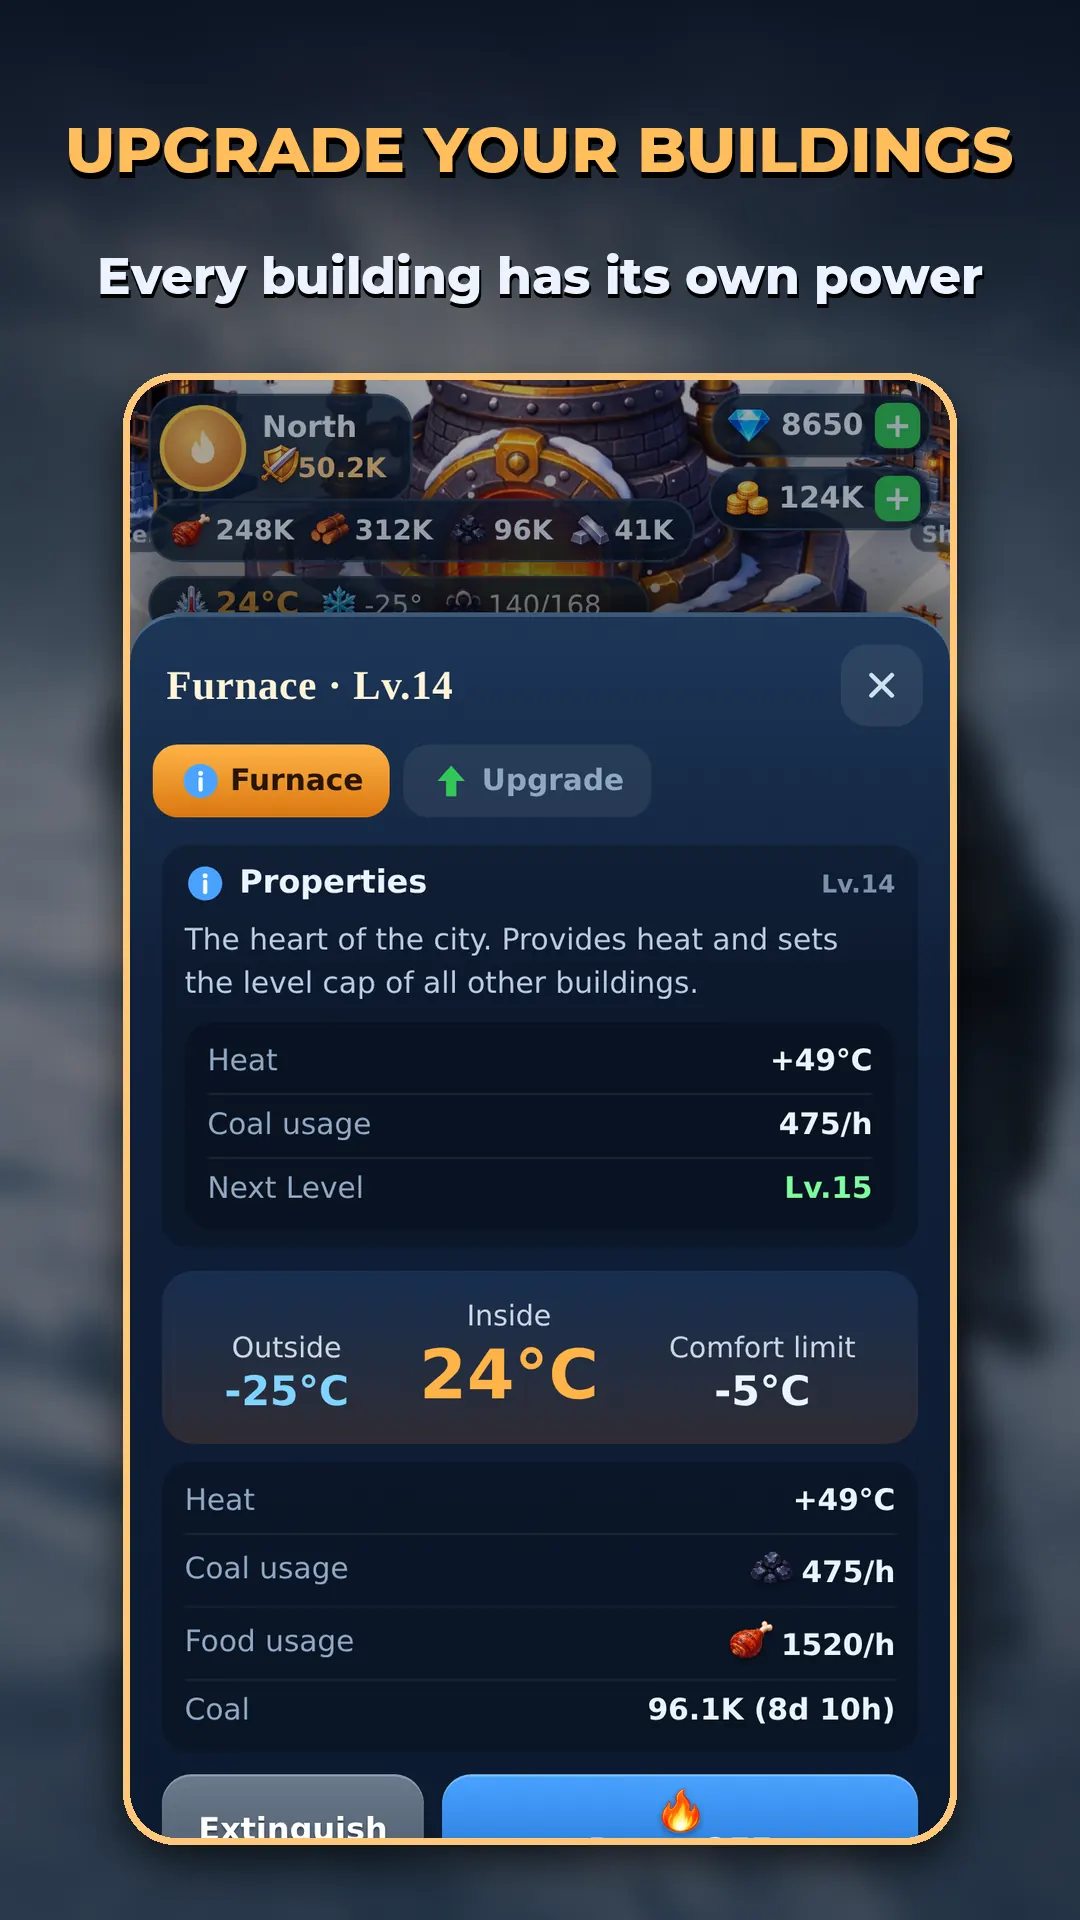 UPGRADE YOUR BUILDINGS
Every building has its own power
North
50.2K
8650 +
124K +
248K 312K 96K 41K
24°C -25° 140/168
Furnace · Lv.14
Furnace Upgrade
Properties Lv.14
The heart of the city. Provides heat and sets
the level cap of all other buildings.
Heat +49°C
Coal usage 475/h
Next Level Lv.15
Inside
Outside 24°C Comfort limit
-25°C -5°C
Heat +49°C
Coal usage 475/h
Food usage 1520/h
Coal 96.1K (8d 10h)
Extinguish